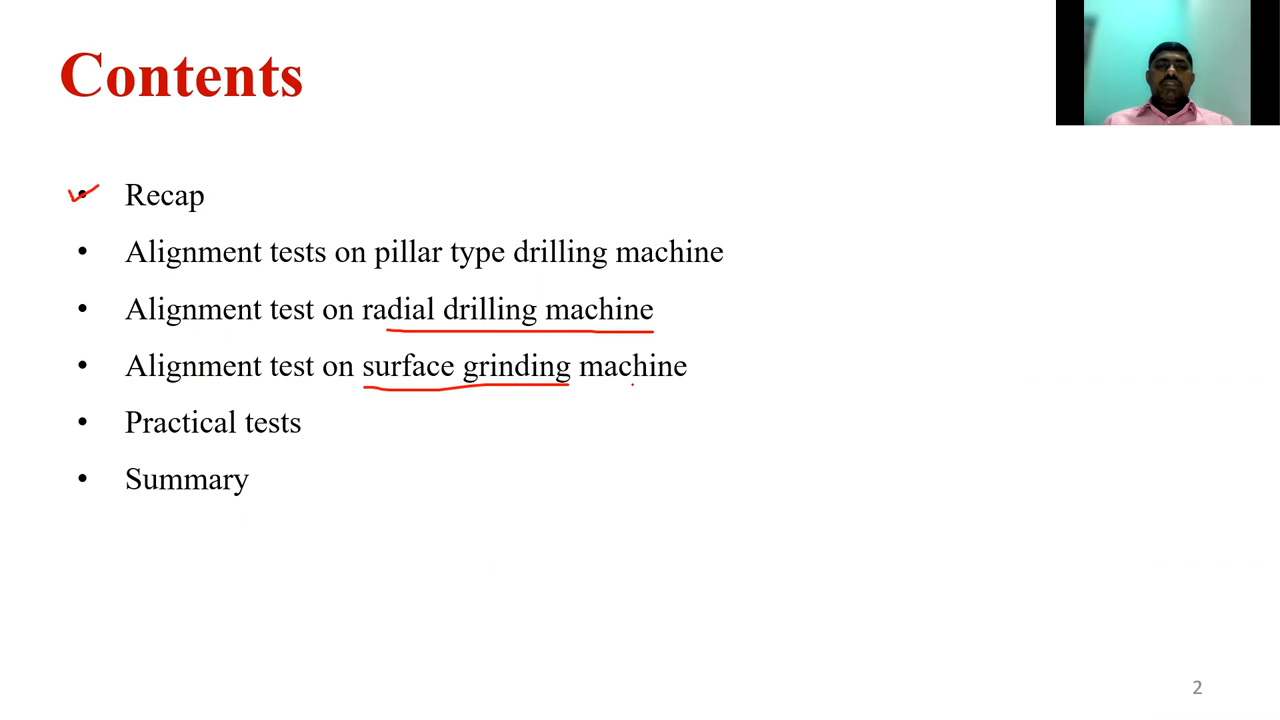 Contents
• Recap
• Alignment tests on pillar type drilling machine
• Alignment test on radial drilling machine
• Alignment test on surface grinding machine
• Practical tests
• Summary
2